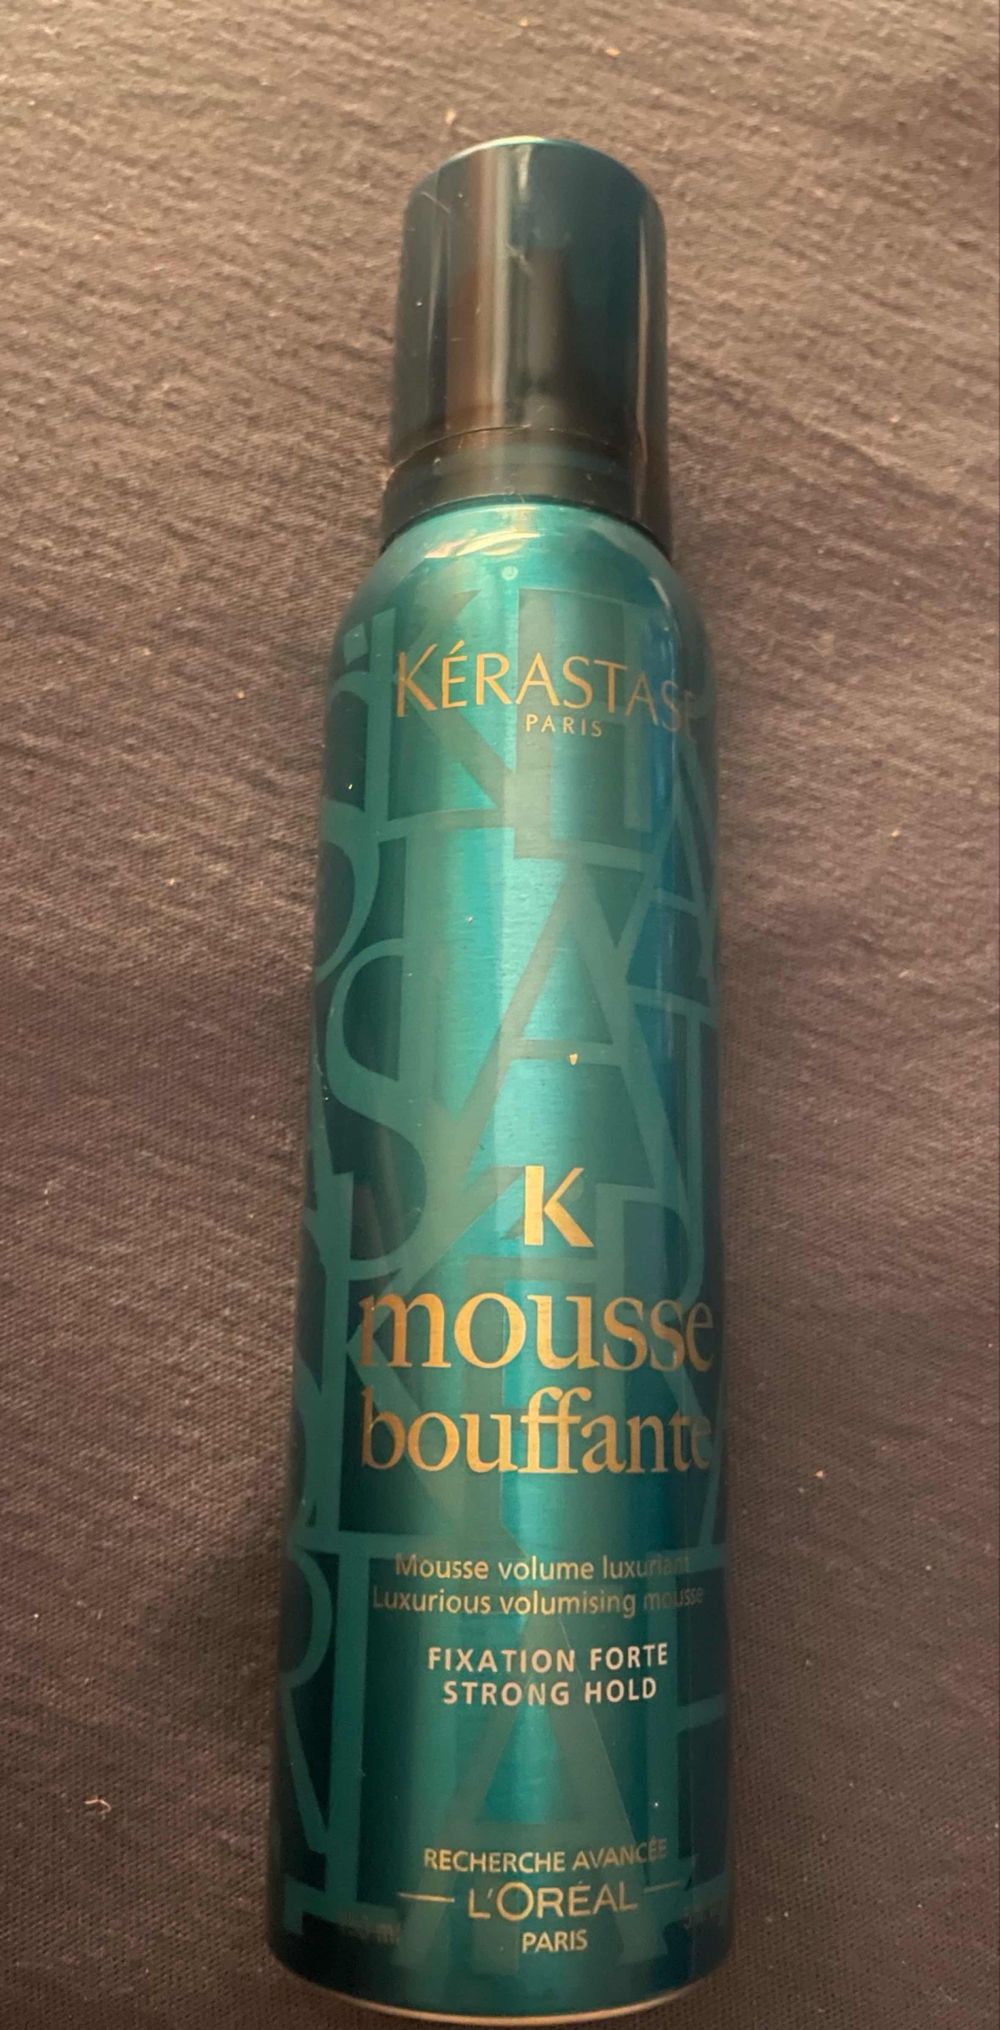 KÉRASTASE
PARIS
K
mousse
bouffante
Mousse volume luxuriant
Luxurious volumising mousse
FIXATION FORTE
STRONG HOLD
RECHERCHE AVANCÉE
L'ORÉAL
PARIS